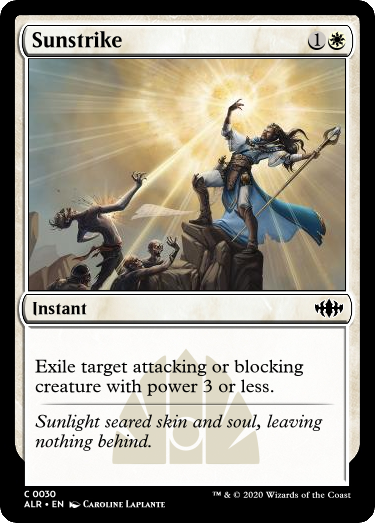 Sunstrike 1
Instant
Exile target attacking or blocking
creature with power 3 or less.
Sunlight seared skin and soul, leaving
nothing behind.
C 0030
ALR • EN CAROLINE LAPLANTE
™ & © 2020 Wizards of the Coast